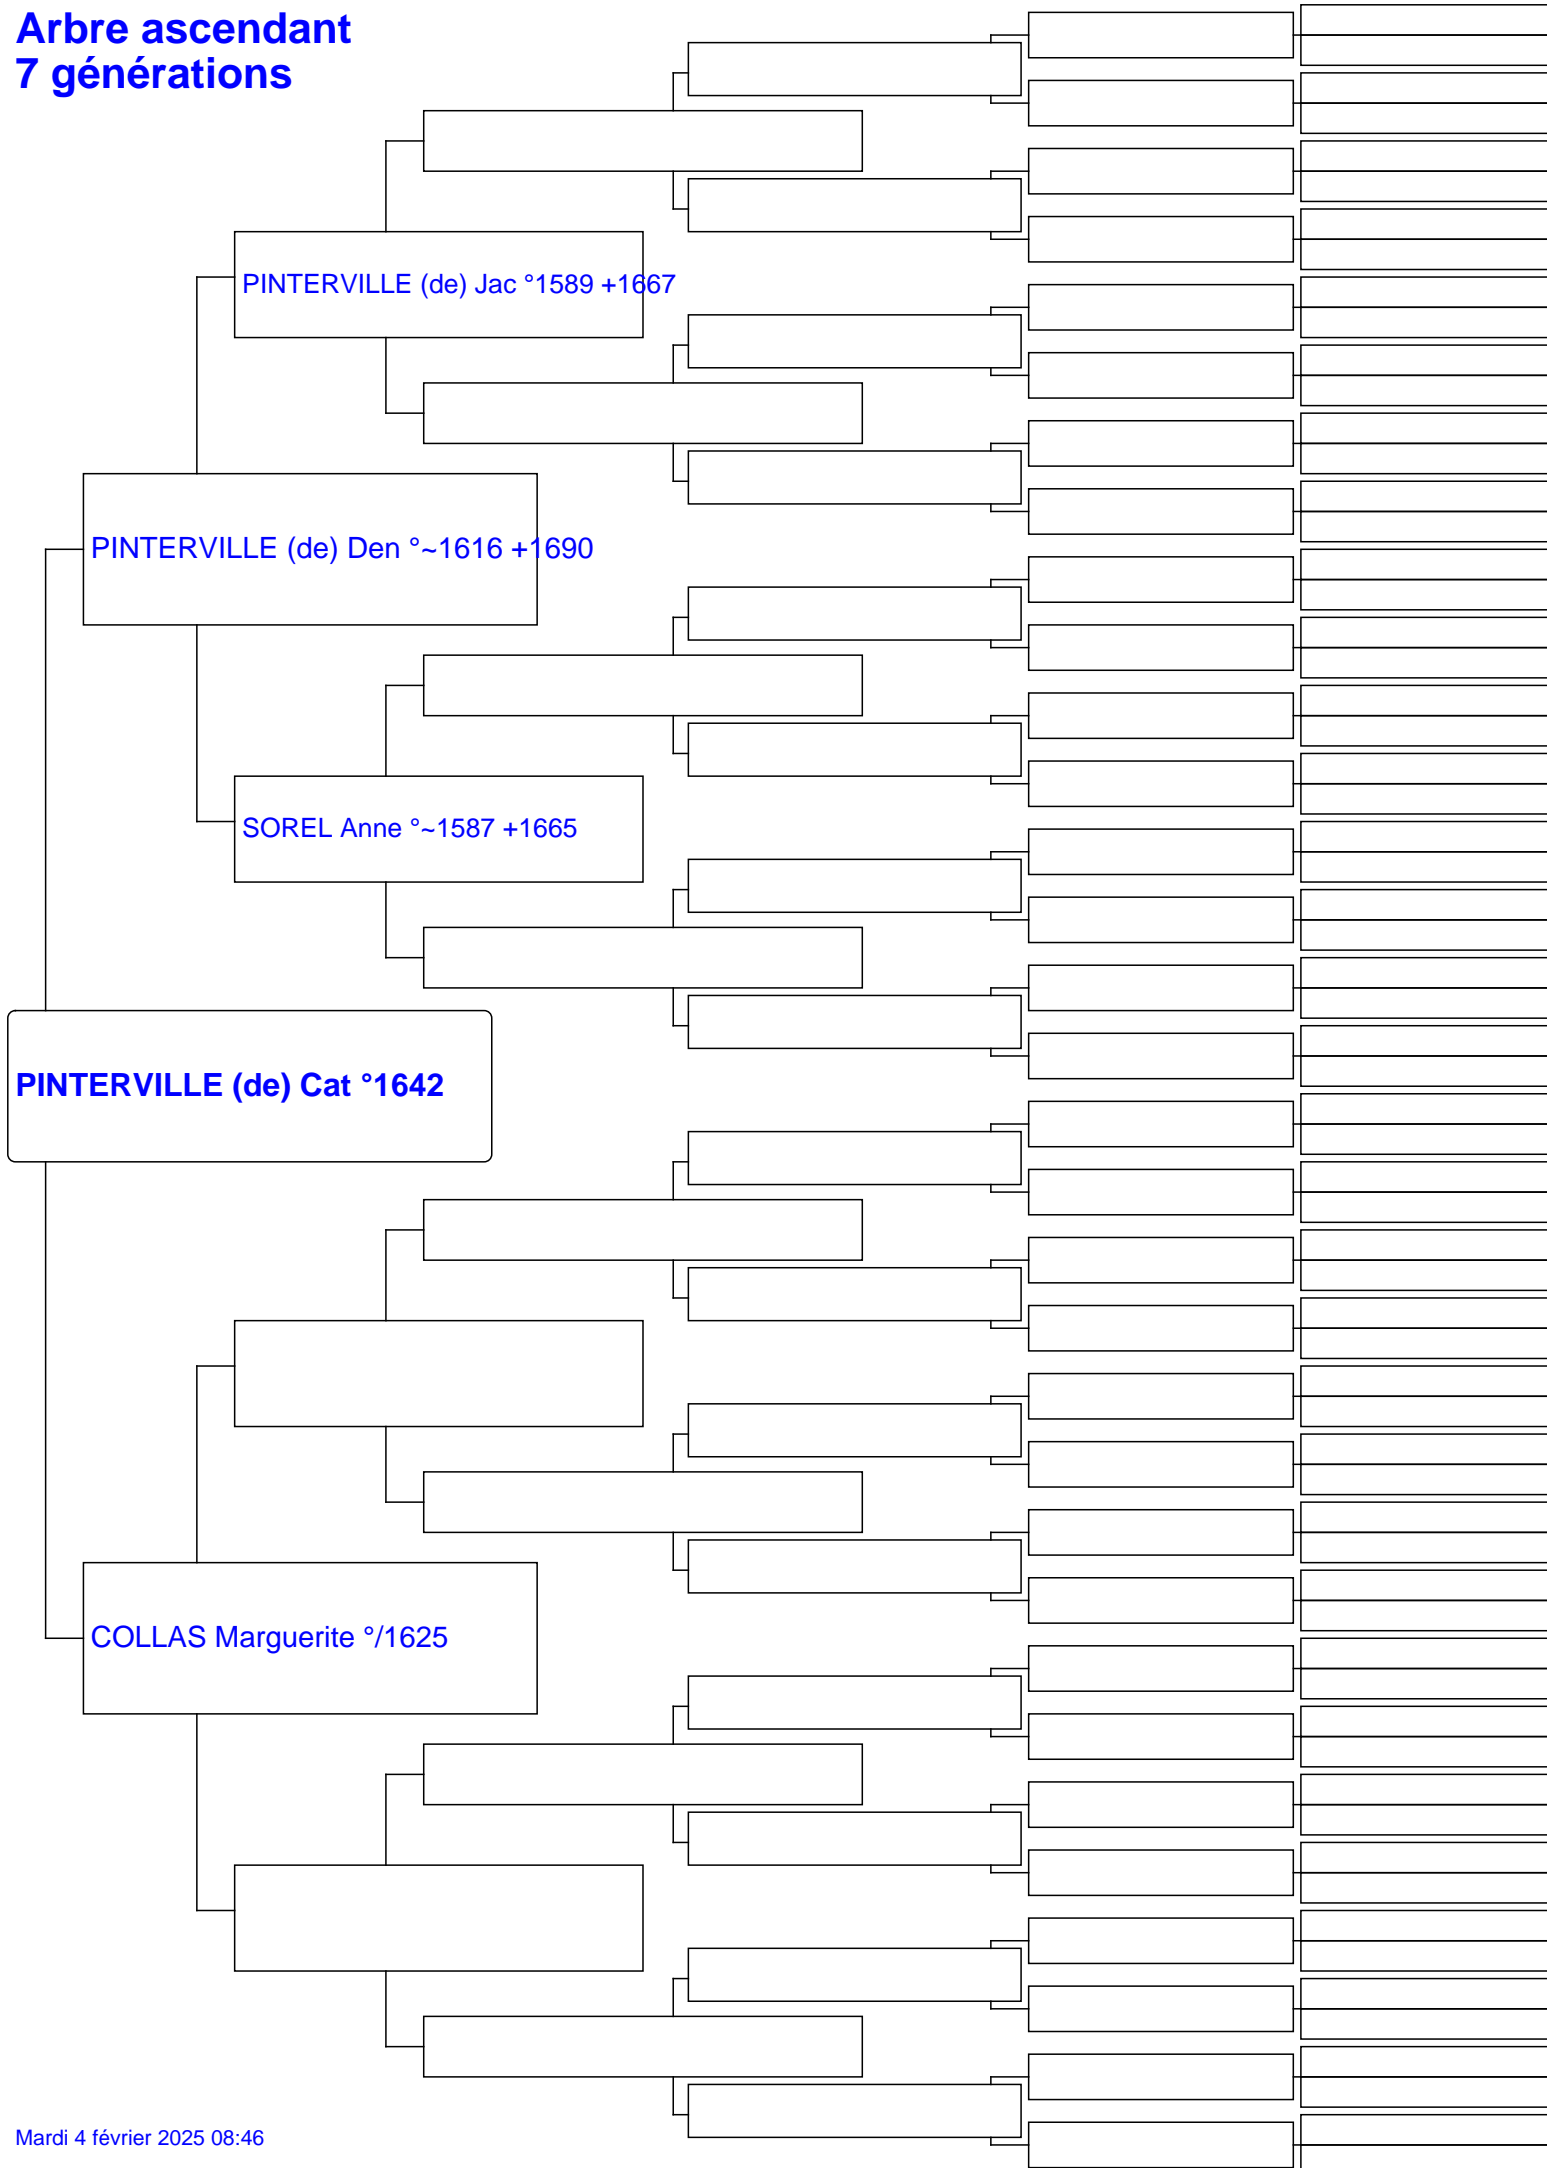 Arbre ascendant
7 générations
PINTERVILLE (de) Jac °1589 +1667
PINTERVILLE (de) Den °~1616 +1690
SOREL Anne °~1587 +1665
PINTERVILLE (de) Cat °1642
COLLAS Marguerite °/1625
Mardi 4 février 2025 08:46